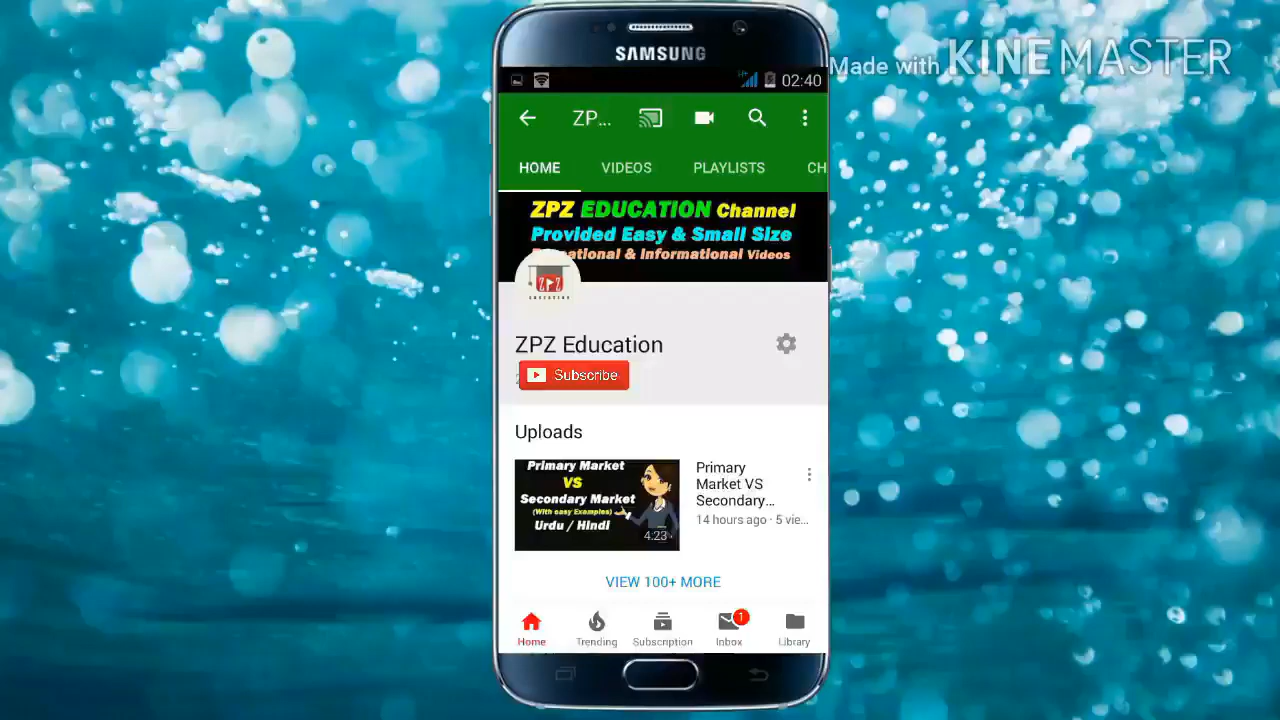 Made with KINEMASTER
SAMSUNG
02:40
ZP...
HOME VIDEOS PLAYLISTS CH
ZPZ EDUCATION Channel
Provided Easy & Small Size
& Informational Videos
ZPZ
EDUCATION
ZPZ Education
Subscribe
Uploads
Primary Market
VS
Secondary Market
(With easy Examples)
Urdu / Hindi
4:23
Primary
Market VS
Secondary...
14 hours ago · 5 vie...
VIEW 100+ MORE
1
Home Trending Subscription Inbox Library